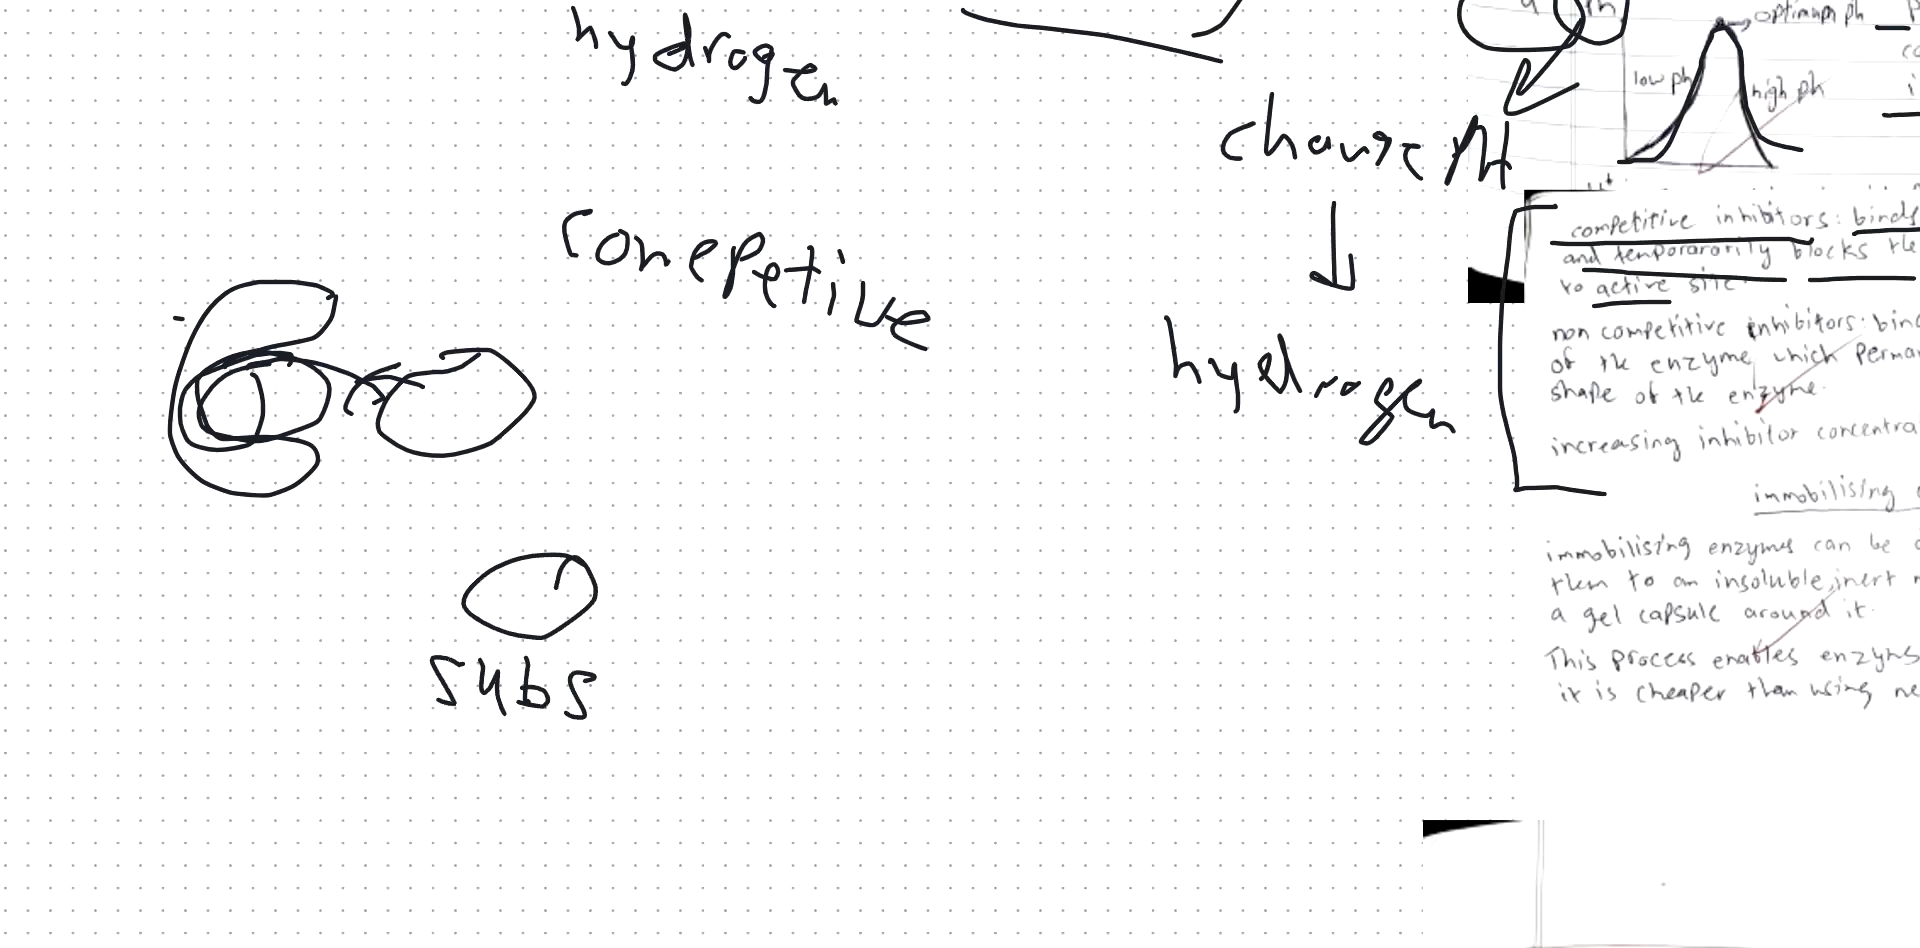 hydrogen
optimum ph
low ph
high ph
change PH
competitive inhibitors: binds
and tempororarily blocks the
to active site.
conepetive
non competitive inhibitors: bind
of the enzyme which Perma
shape of the enzyme.
hydrogen
increasing inhibitor concentra
immobilising
immobilising enzymes can be
them to an insoluble, inert
a gel capsule around it.
subs
This process enables enzyms
it is cheaper than using ne